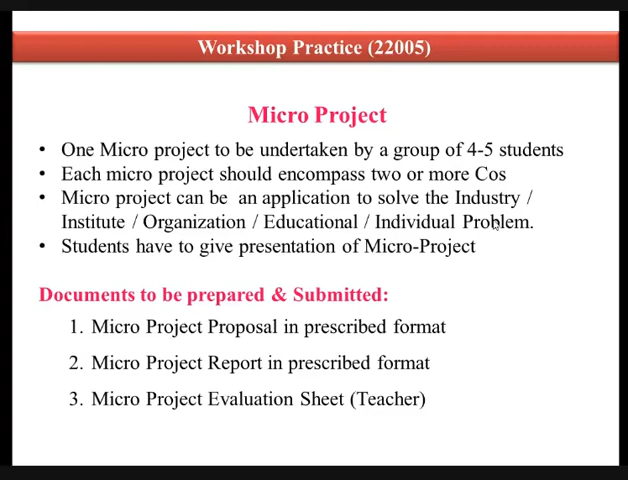 Workshop Practice (22005)
Micro Project
• One Micro project to be undertaken by a group of 4-5 students
• Each micro project should encompass two or more Cos
• Micro project can be an application to solve the Industry /
Institute / Organization / Educational / Individual Problem.
• Students have to give presentation of Micro-Project
Documents to be prepared & Submitted:
1. Micro Project Proposal in prescribed format
2. Micro Project Report in prescribed format
3. Micro Project Evaluation Sheet (Teacher)